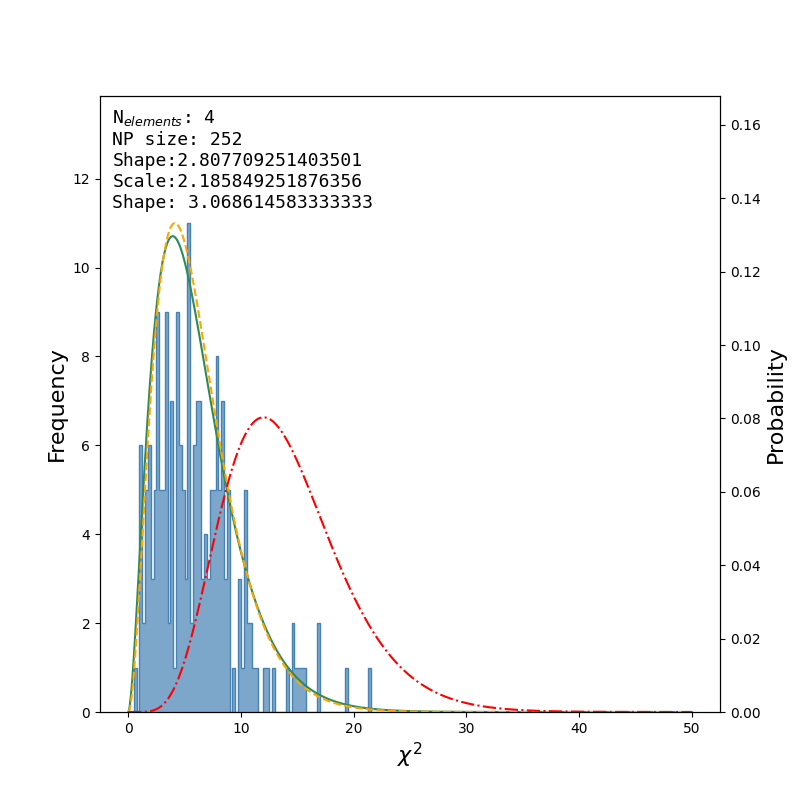 N_elements: 4
NP size: 252
Shape:2.807709251403501
Scale:2.185849251876356
Shape: 3.068614583333333
Frequency
0
2
4
6
8
10
12
Probability
0.00
0.02
0.04
0.06
0.08
0.10
0.12
0.14
0.16
0 10 20 30 40 50
χ²